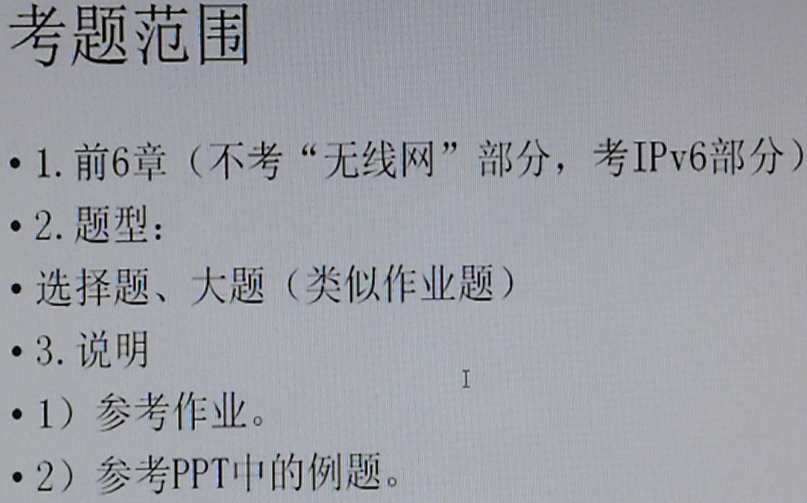 考题范围
• 1. 前6章（不考“无线网”部分，考IPv6部分）
• 2. 题型：
• 选择题、大题（类似作业题）
• 3. 说明
• 1）参考作业。
• 2）参考PPT中的例题。